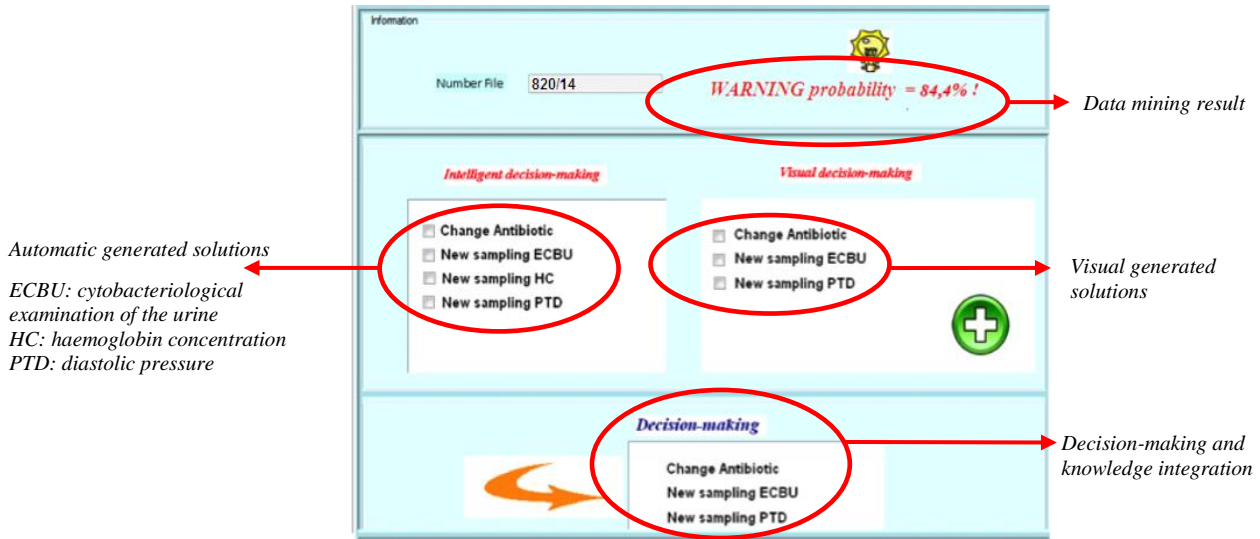 Information
Number File 820/14
WARNING probability = 84,4% !
Data mining result
Intelligent decision-making
Visual decision-making
Change Antibiotic
New sampling ECBU
New sampling HC
New sampling PTD
Change Antibiotic
New sampling ECBU
New sampling PTD
Automatic generated solutions
ECBU: cytobacteriological
examination of the urine
HC: haemoglobin concentration
PTD: diastolic pressure
Visual generated
solutions
Decision-making
Change Antibiotic
New sampling ECBU
New sampling PTD
Decision-making and
knowledge integration